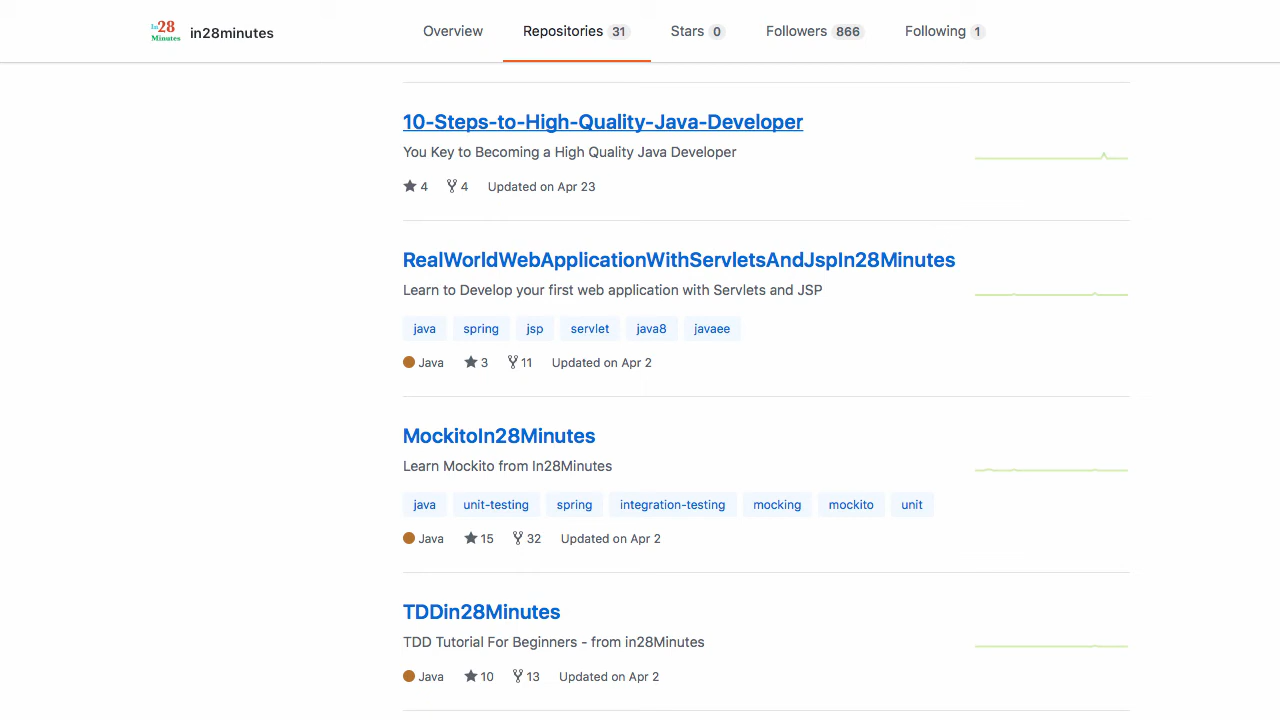 In28
Minutes
in28minutes
Overview
Repositories 31
Stars 0
Followers 866
Following 1
10-Steps-to-High-Quality-Java-Developer
You Key to Becoming a High Quality Java Developer
4 4 Updated on Apr 23
RealWorldWebApplicationWithServletsAndJspIn28Minutes
Learn to Develop your first web application with Servlets and JSP
java spring jsp servlet java8 javaee
Java 3 11 Updated on Apr 2
MockitoIn28Minutes
Learn Mockito from In28Minutes
java unit-testing spring integration-testing mocking mockito unit
Java 15 32 Updated on Apr 2
TDDin28Minutes
TDD Tutorial For Beginners - from in28Minutes
Java 10 13 Updated on Apr 2